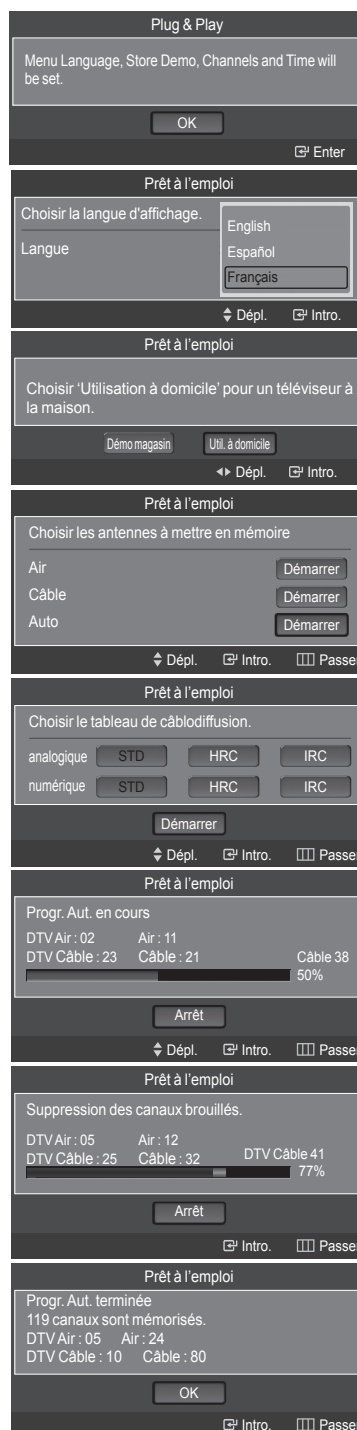 Plug & Play
Menu Language, Store Demo, Channels and Time will
be set.
OK
Enter
Prêt à l'emploi
Choisir la langue d'affichage.
English
Langue
Español
Français
Dépl. Intro.
Prêt à l'emploi
Choisir ‘Utilisation à domicile’ pour un téléviseur à
la maison.
Démo magasin Util. à domicile
Dépl. Intro.
Prêt à l'emploi
Choisir les antennes à mettre en mémoire
Air Démarrer
Câble Démarrer
Auto Démarrer
Dépl. Intro. Passer
Prêt à l'emploi
Choisir le tableau de câblodiffusion.
analogique STD HRC IRC
numérique STD HRC IRC
Démarrer
Dépl. Intro. Passer
Prêt à l'emploi
Progr. Aut. en cours
DTV Air : 02 Air : 11
DTV Câble : 23 Câble : 21 Câble 38
50%
Arrêt
Dépl. Intro. Passer
Prêt à l'emploi
Suppression des canaux brouillés.
DTV Air : 05 Air : 12
DTV Câble : 25 Câble : 32 DTV Câble 41
77%
Arrêt
Intro. Passer
Prêt à l'emploi
Progr. Aut. terminée
119 canaux sont mémorisés.
DTV Air : 05 Air : 24
DTV Câble : 10 Câble : 80
OK
Intro. Passer